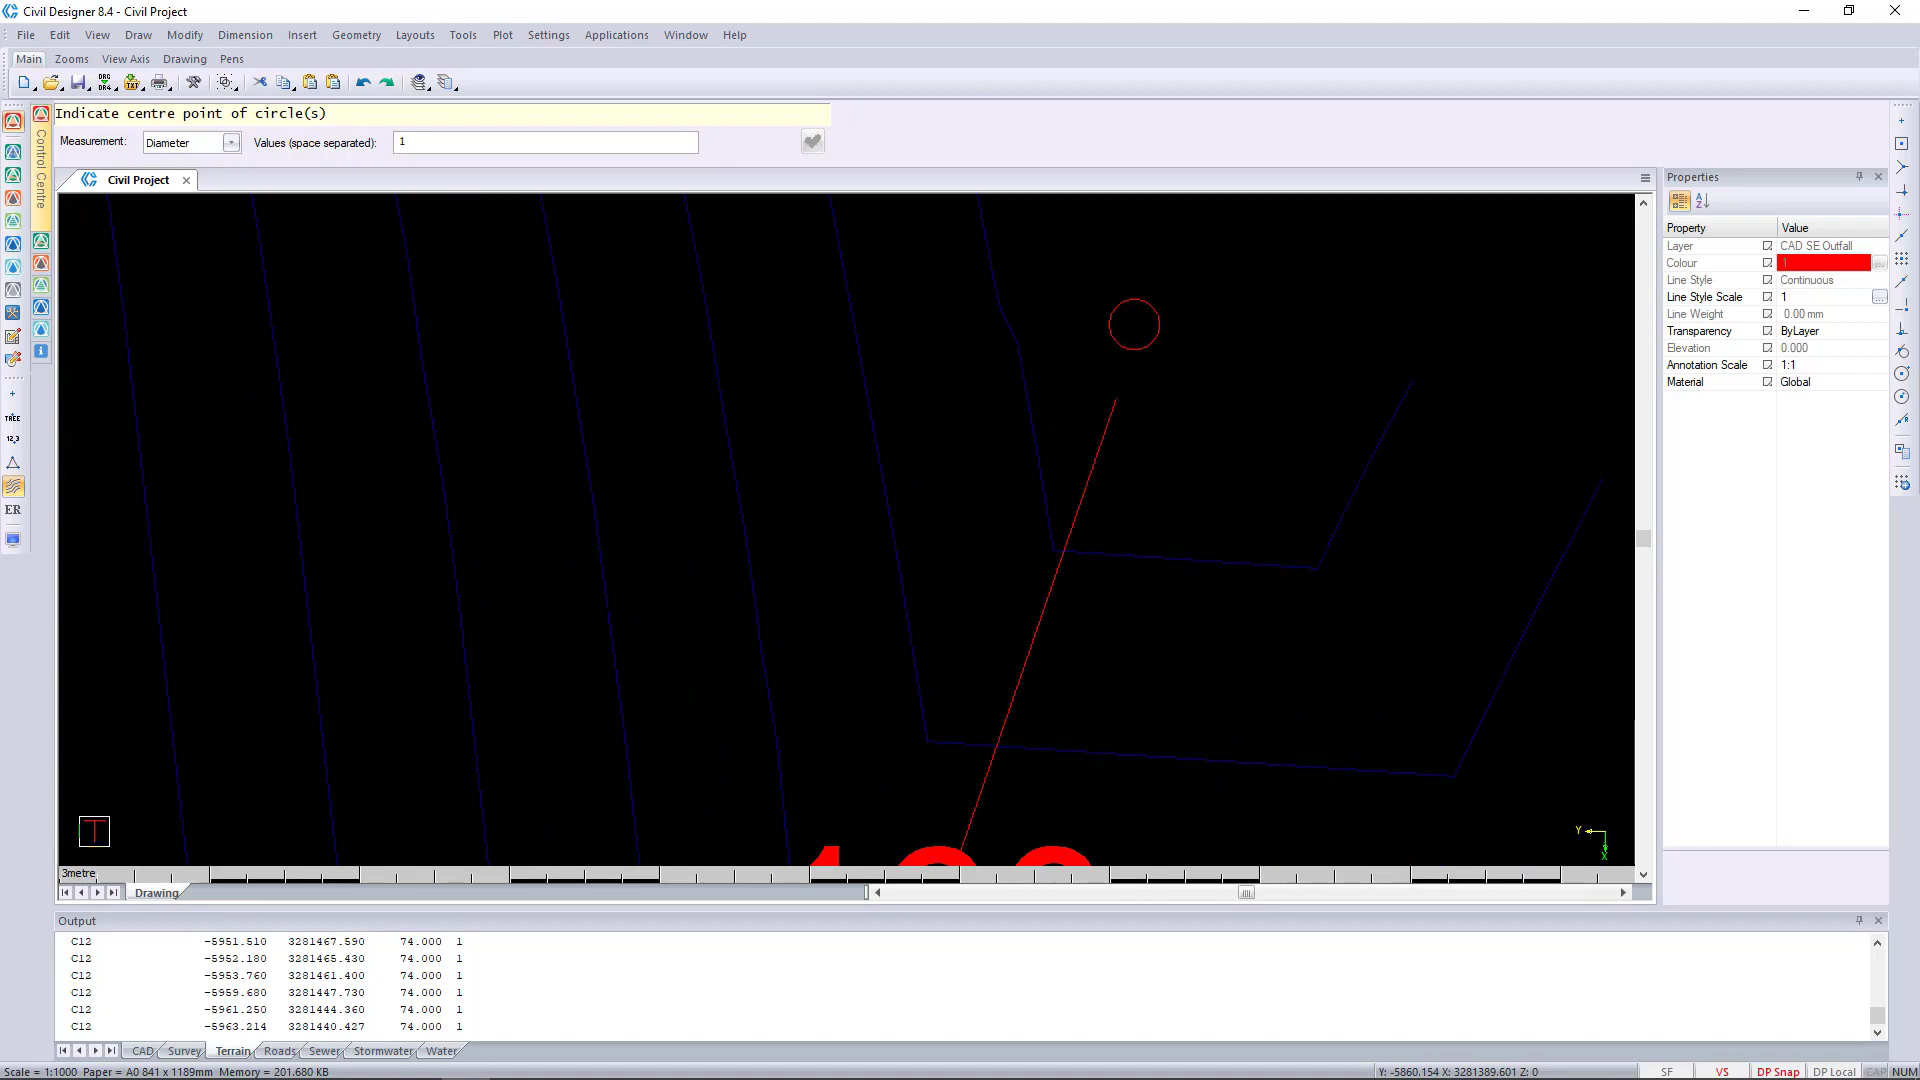 Civil Designer 8.4 - Civil Project
File Edit View Draw Modify Dimension Insert Geometry Layouts Tools Plot Settings Applications Window Help
Main Zooms View Axis Drawing Pens
Indicate centre point of circle(s)
Measurement: Diameter Values (space separated): 1
Control Centre
Civil Project
Properties
Property Value
Layer CAD SE Outfall
Colour 1
Line Style Continuous
Line Style Scale 1
Line Weight 0.00 mm
Transparency ByLayer
Elevation 0.000
Annotation Scale 1:1
Material Global
TREE
12.3
ER
T
Y
X
3metre
Drawing
Output
C12 -5951.510 3281467.590 74.000 1
C12 -5952.180 3281465.430 74.000 1
C12 -5953.760 3281461.400 74.000 1
C12 -5959.680 3281447.730 74.000 1
C12 -5961.250 3281444.360 74.000 1
C12 -5963.214 3281440.427 74.000 1
CAD Survey Terrain Roads Sewer Stormwater Water
Scale = 1:1000 Paper = A0 841 x 1189mm Memory = 201.680 KB Y: -5860.154 X: 3281389.601 Z: 0 SF VS DP Snap DP Local CAP NUM